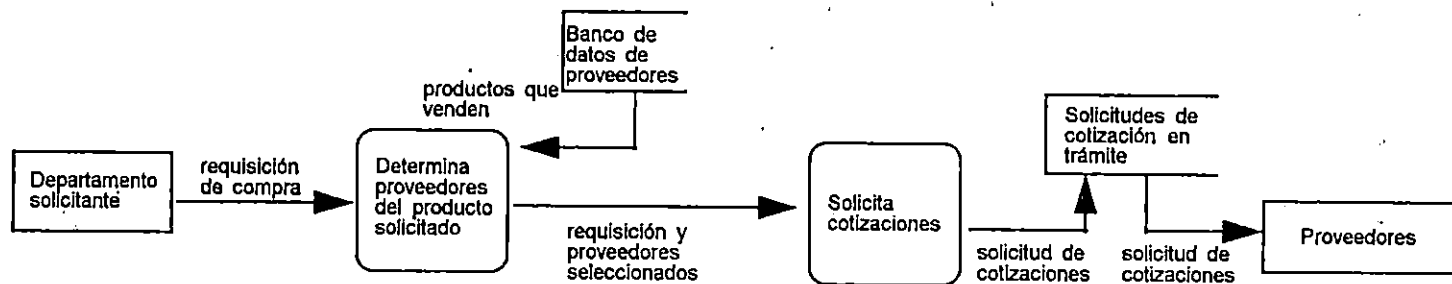 Banco de
datos de
proveedores
productos que
venden
Departamento
solicitante
requisición
de compra
Determina
proveedores
del producto
solicitado
requisición y
proveedores
seleccionados
Solicita
cotizaciones
solicitud de
cotizaciones
Solicitudes de
cotización en
trámite
solicitud de
cotizaciones
Proveedores